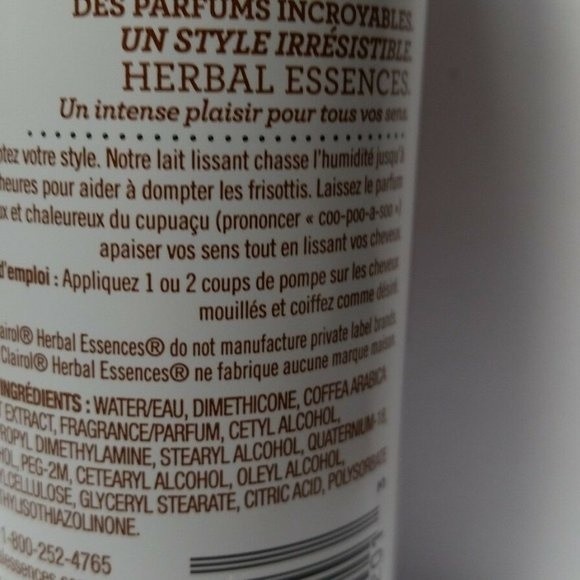 DES PARFUMS INCROYABLES.
UN STYLE IRRÉSISTIBLE.
HERBAL ESSENCES.
Un intense plaisir pour tous vos sens.
votre style. Notre lait lissant chasse l'humidité jusqu'à
heures pour aider à dompter les frisottis. Laissez le parfum
et chaleureux du cupuaçu (prononcer « coo-poo-a-soo »)
apaiser vos sens tout en lissant vos cheveux.
d'emploi : Appliquez 1 ou 2 coups de pompe sur les cheveux
mouillés et coiffez comme désiré.
Herbal Essences® do not manufacture private label brands.
Clairol® Herbal Essences® ne fabrique aucune marque maison.
INGRÉDIENTS : WATER/EAU, DIMETHICONE, COFFEA ARABICA
EXTRACT, FRAGRANCE/PARFUM, CETYL ALCOHOL,
DIMETHYLAMINE, STEARYL ALCOHOL, QUATERNIUM-18,
PEG-2M, CETEARYL ALCOHOL, OLEYL ALCOHOL,
GLYCERYL STEARATE, CITRIC ACID, POLYSORBATE
1-800-252-4765